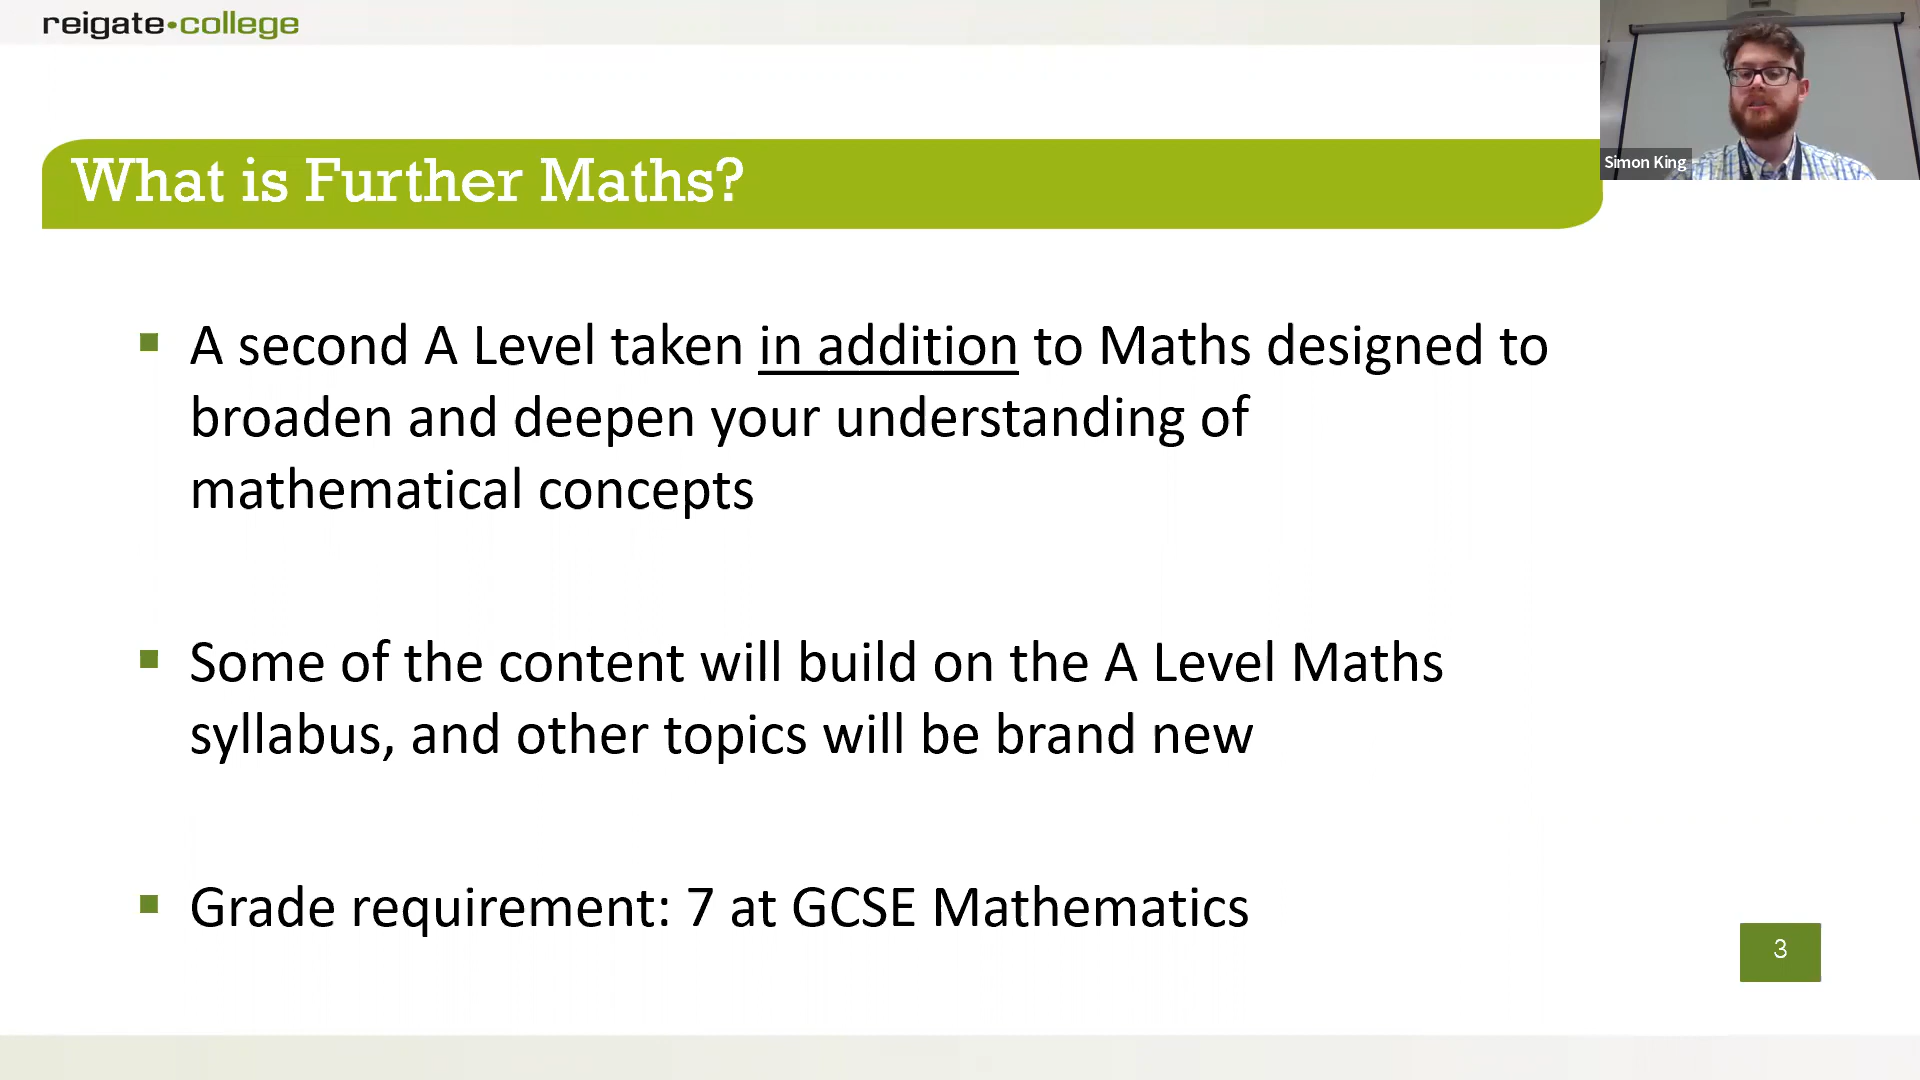 reigate•college
Simon King
What is Further Maths?
A second A Level taken in addition to Maths designed to
broaden and deepen your understanding of
mathematical concepts
Some of the content will build on the A Level Maths
syllabus, and other topics will be brand new
Grade requirement: 7 at GCSE Mathematics
3